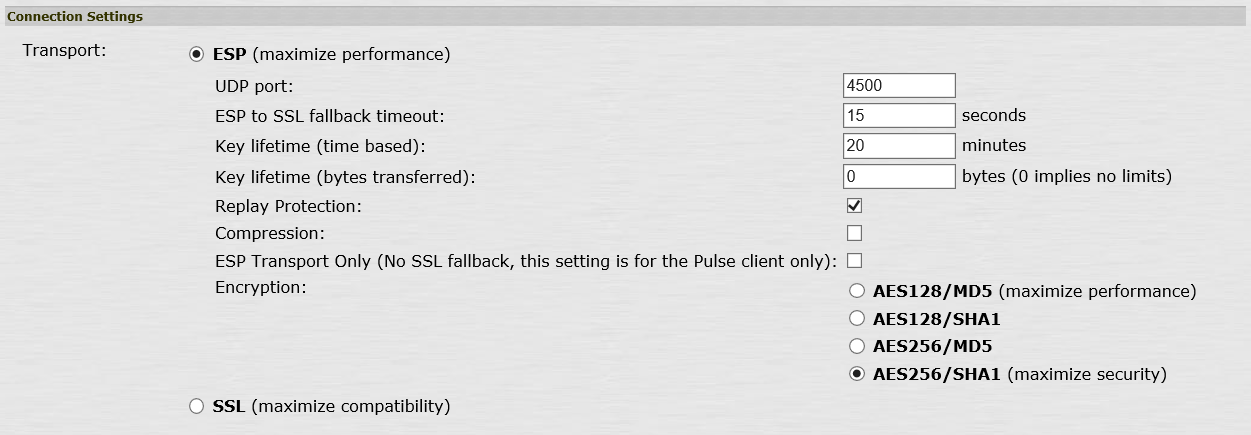 Connection Settings
Transport:
ESP (maximize performance)
UDP port: 4500
ESP to SSL fallback timeout: 15 seconds
Key lifetime (time based): 20 minutes
Key lifetime (bytes transferred): 0 bytes (0 implies no limits)
Replay Protection:
Compression:
ESP Transport Only (No SSL fallback, this setting is for the Pulse client only):
Encryption:
AES128/MD5 (maximize performance)
AES128/SHA1
AES256/MD5
AES256/SHA1 (maximize security)
SSL (maximize compatibility)